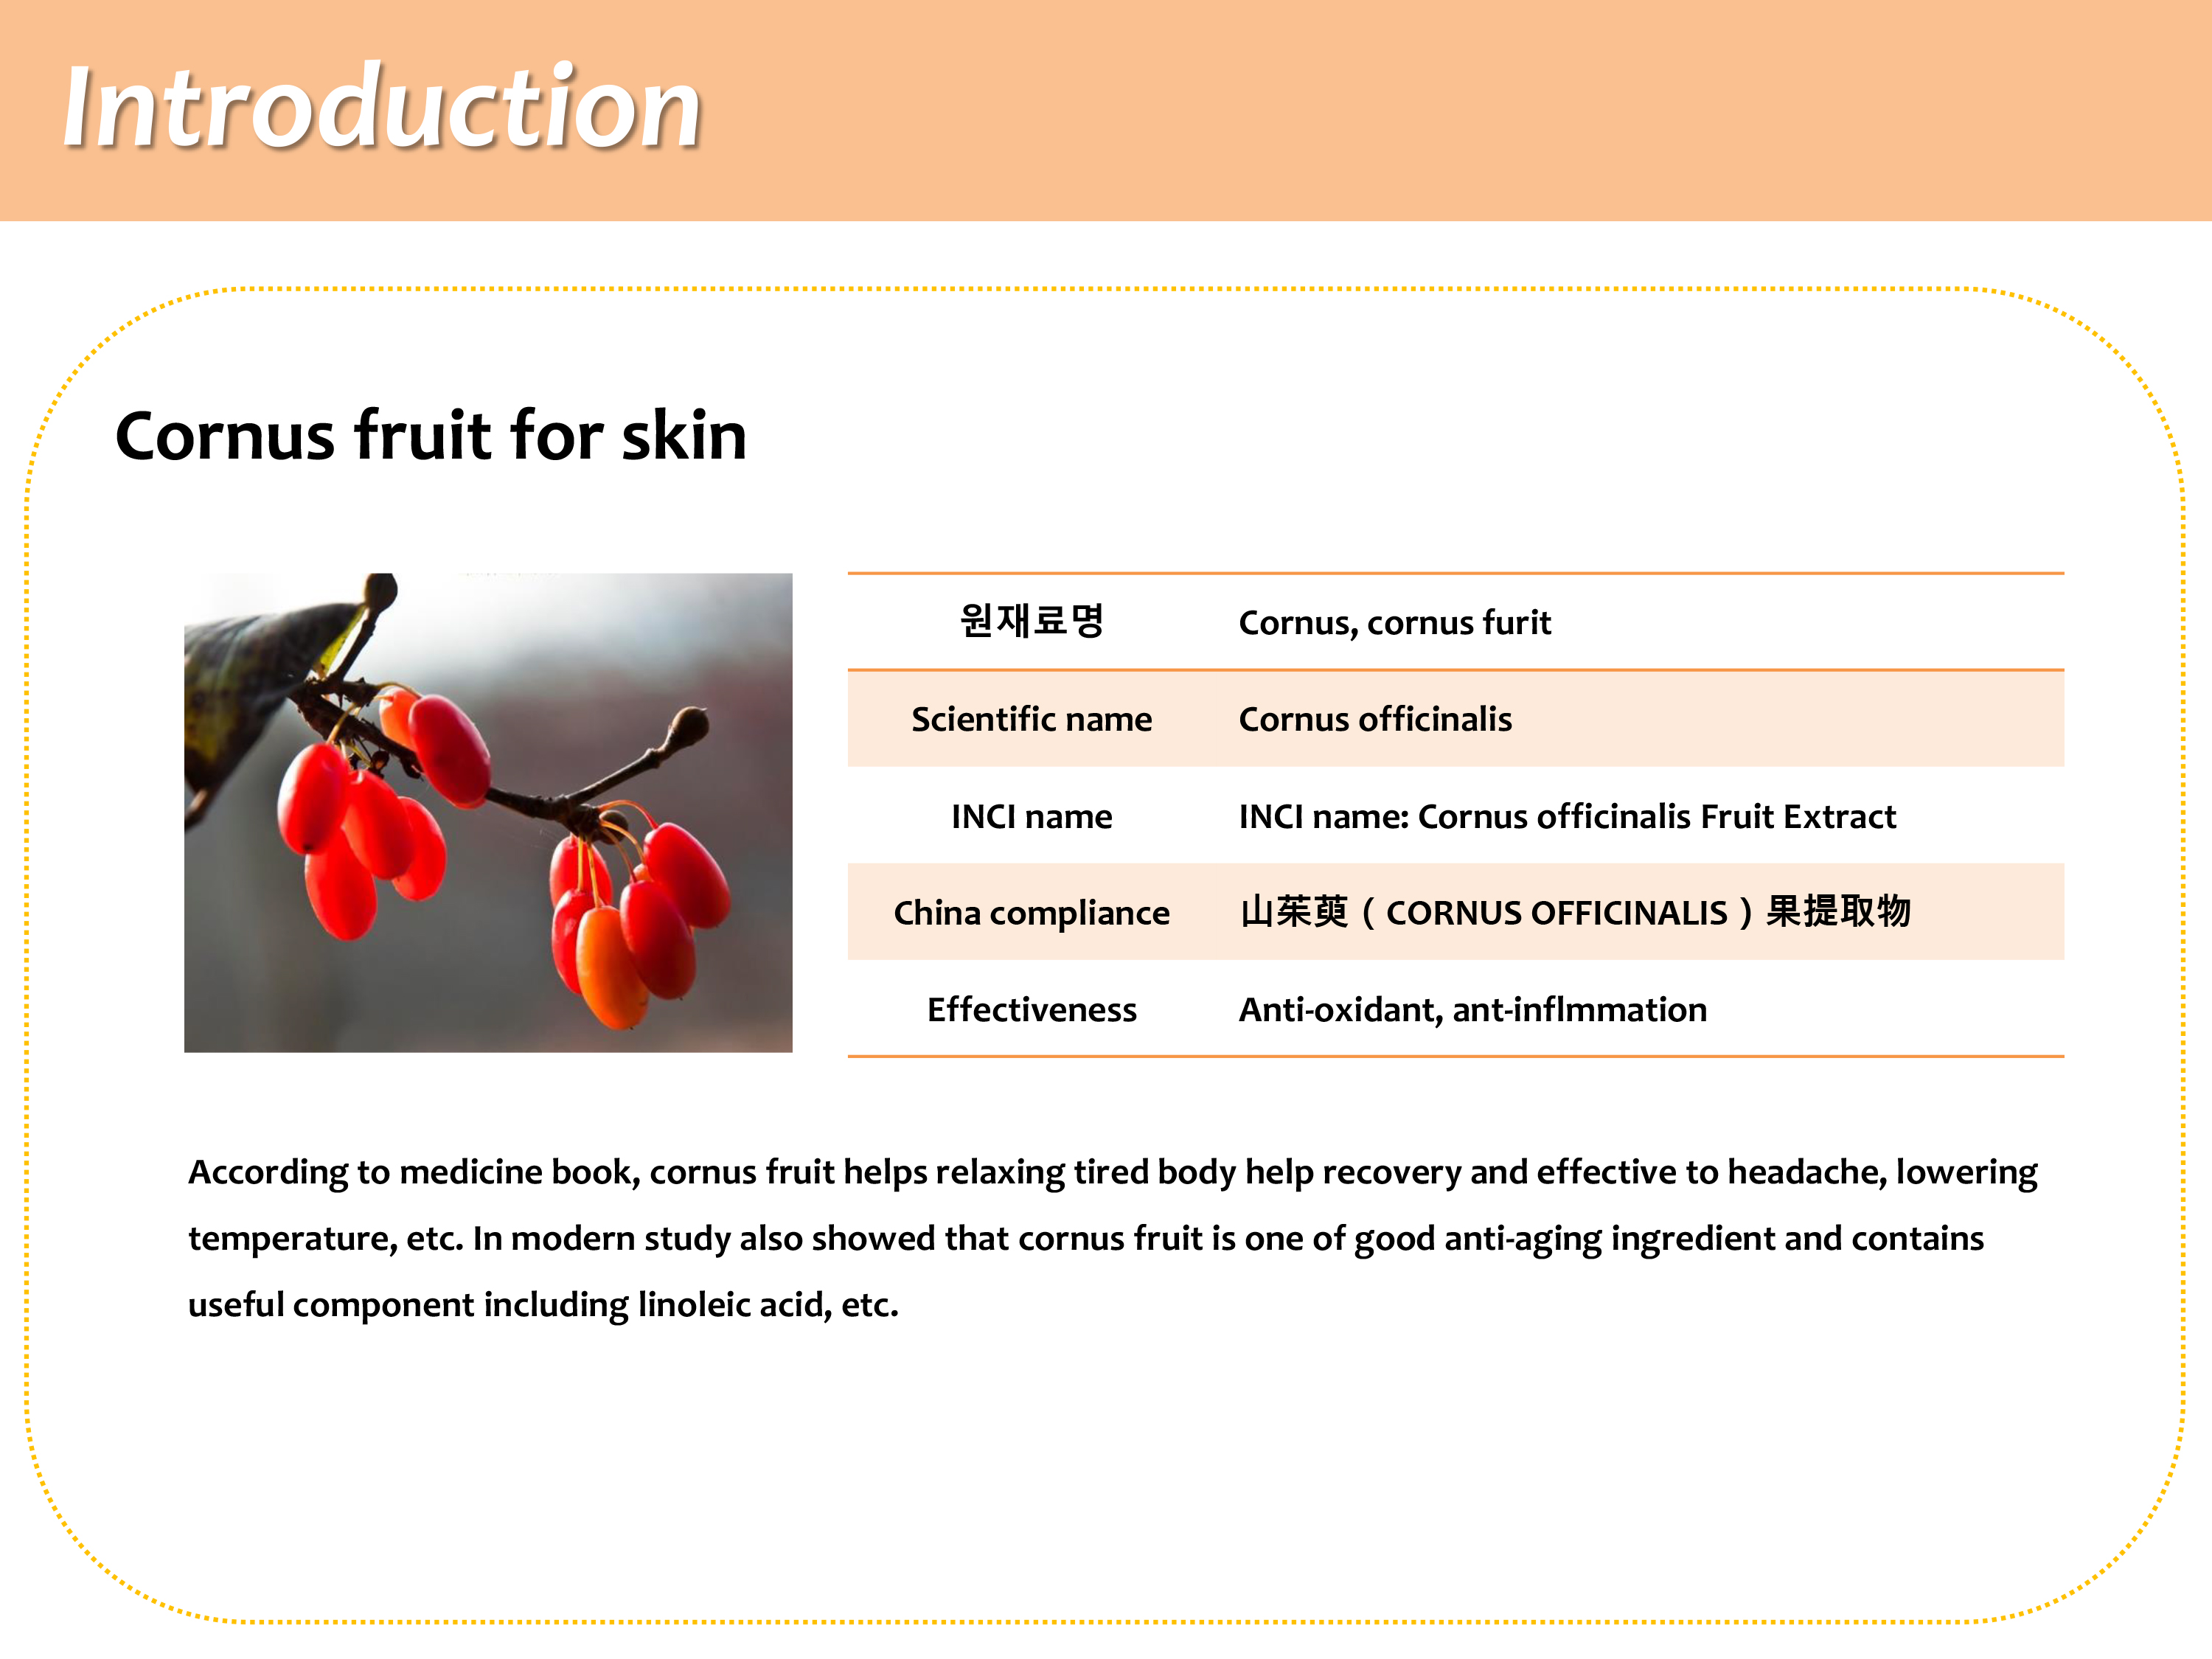 Introduction
Cornus fruit for skin
원재료명 Cornus, cornus furit
Scientific name Cornus officinalis
INCI name INCI name: Cornus officinalis Fruit Extract
China compliance 山茱萸（CORNUS OFFICINALIS）果提取物
Effectiveness Anti-oxidant, ant-inflmmation
According to medicine book, cornus fruit helps relaxing tired body help recovery and effective to headache, lowering
temperature, etc. In modern study also showed that cornus fruit is one of good anti-aging ingredient and contains
useful component including linoleic acid, etc.